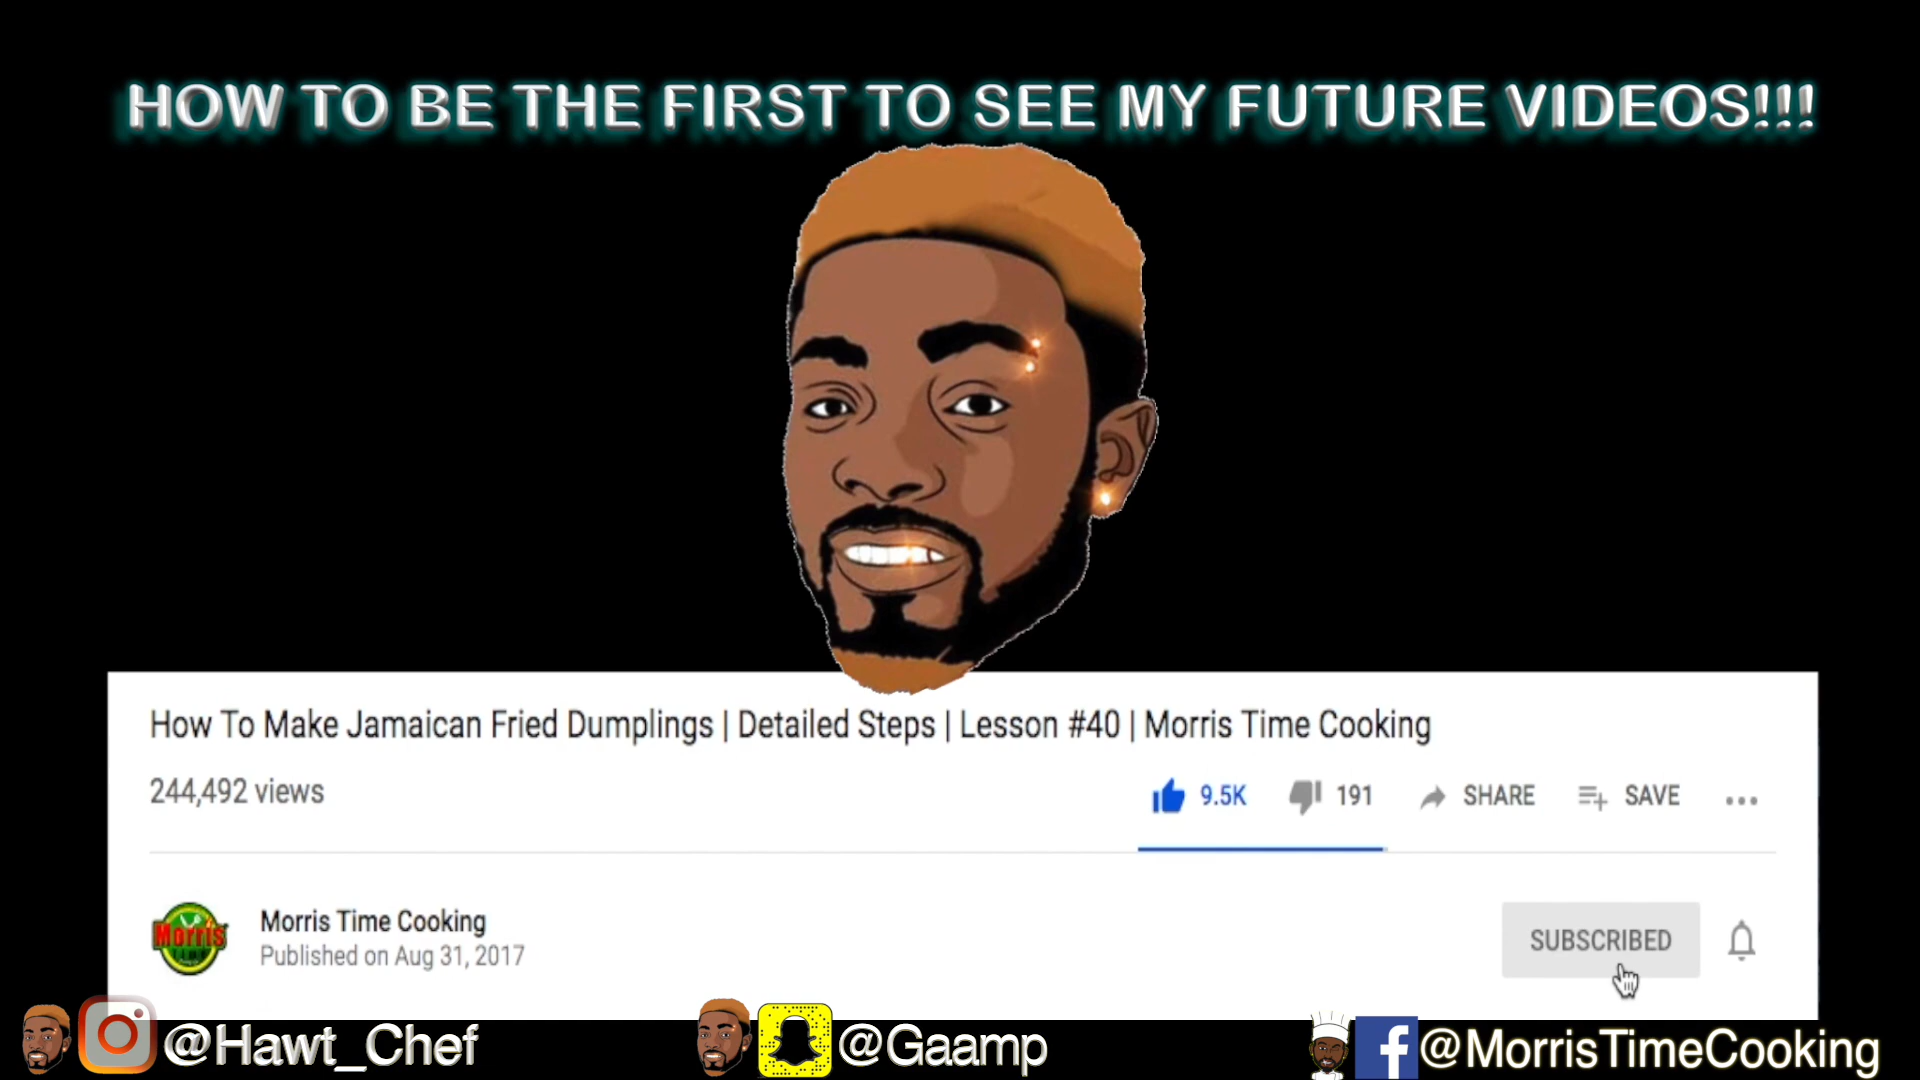 HOW TO BE THE FIRST TO SEE MY FUTURE VIDEOS!!!
How To Make Jamaican Fried Dumplings | Detailed Steps | Lesson #40 | Morris Time Cooking
244,492 views
9.5K 191 SHARE SAVE
Morris
Morris Time Cooking
Published on Aug 31, 2017
SUBSCRIBED
@Hawt_Chef @Gaamp @MorrisTimeCooking